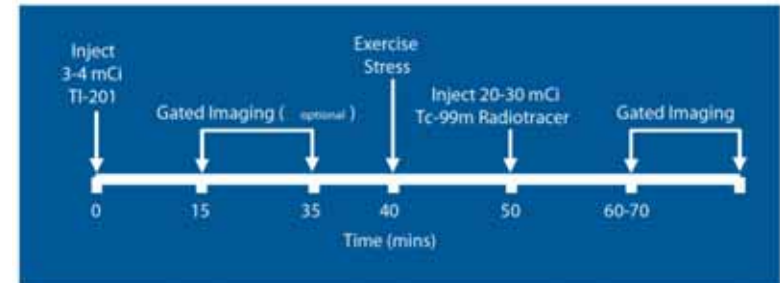 Inject
3-4 mCi
TI-201
Gated Imaging ( optional )
Exercise
Stress
Inject 20-30 mCi
Tc-99m Radiotracer
Gated Imaging
0 15 35 40 50 60-70
Time (mins)